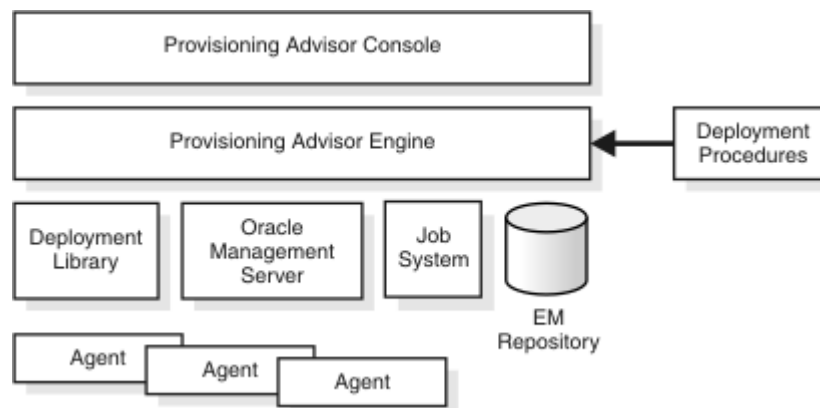 Provisioning Advisor Console
Provisioning Advisor Engine
Deployment
Procedures
Deployment
Library
Oracle
Management
Server
Job
System
EM
Repository
Agent
Agent
Agent